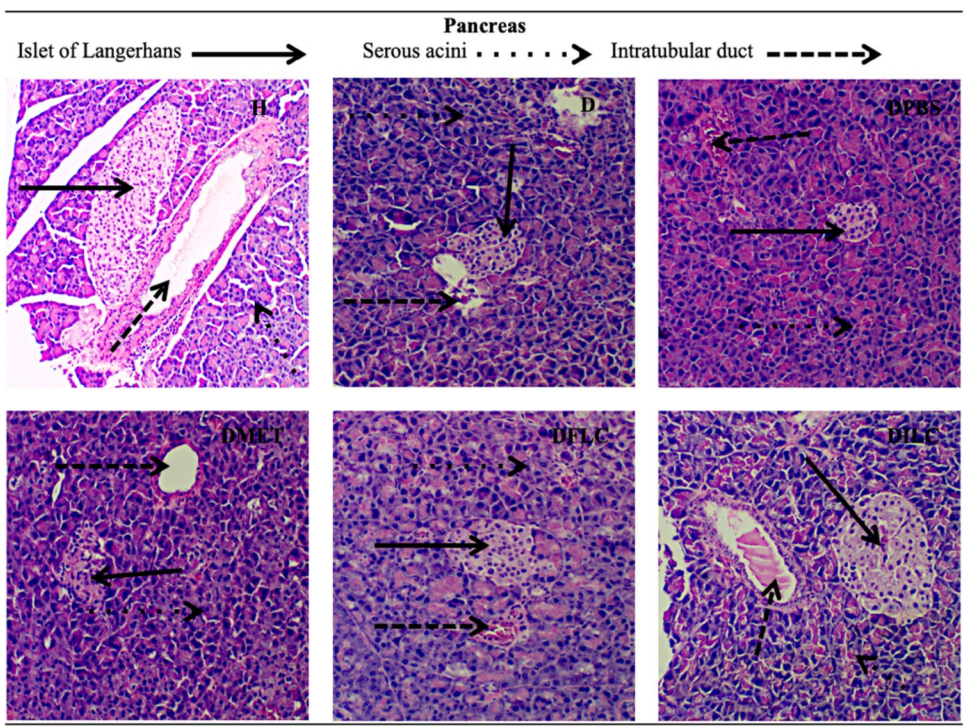 Pancreas
Islet of Langerhans Serous acini Intratubular duct
H D DPBS
DMET DFLC DILC